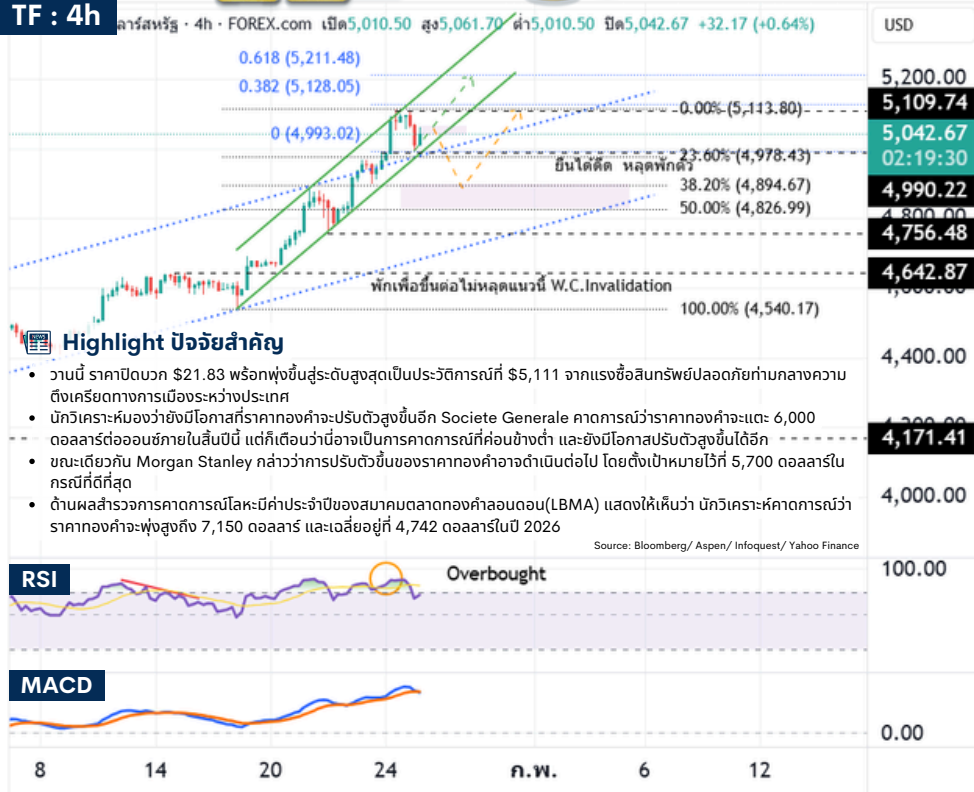 TF : 4h
ลาร์สหรัฐ · 4h · FOREX.com เปิด5,010.50 สูง5,061.70 ต่ำ5,010.50 ปิด5,042.67 +32.17 (+0.64%)
USD
0.618 (5,211.48)
0.382 (5,128.05)
0 (4,993.02)
0.00% (5,113.80)
23.60% (4,978.43)
ยืนได้ดีด หลุดพักตัว
38.20% (4,894.67)
50.00% (4,826.99)
พักเพื่อขึ้นต่อไม่หลุดแนวนี้ W.C.Invalidation
100.00% (4,540.17)
5,200.00
5,109.74
5,042.67
02:19:30
4,990.22
4,800.00
4,756.48
4,642.87
4,400.00
4,171.41
4,000.00
NEWS
Highlight ปัจจัยสำคัญ
• วานนี้ ราคาปิดบวก $21.83 พร้อทพุ่งขึ้นสู่ระดับสูงสุดเป็นประวัติการณ์ที่ $5,111 จากแรงซื้อสินทรัพย์ปลอดภัยท่ามกลางความ
ตึงเครียดทางการเมืองระหว่างประเทศ
• นักวิเคราะห์มองว่ายังมีโอกาสที่ราคาทองคำจะปรับตัวสูงขึ้นอีก Societe Generale คาดการณ์ว่าราคาทองคำจะแตะ 6,000
ดอลลาร์ต่อออนซ์ภายในสิ้นปีนี้ แต่ก็เตือนว่านี่อาจเป็นการคาดการณ์ที่ค่อนข้างต่ำ และยังมีโอกาสปรับตัวสูงขึ้นได้อีก
• ขณะเดียวกัน Morgan Stanley กล่าวว่าการปรับตัวขึ้นของราคาทองคำอาจดำเนินต่อไป โดยตั้งเป้าหมายไว้ที่ 5,700 ดอลลาร์ใน
กรณีที่ดีที่สุด
• ด้านผลสำรวจการคาดการณ์โลหะมีค่าประจำปีของสมาคมตลาดทองคำลอนดอน(LBMA) แสดงให้เห็นว่า นักวิเคราะห์คาดการณ์ว่า
ราคาทองคำจะพุ่งสูงถึง 7,150 ดอลลาร์ และเฉลี่ยอยู่ที่ 4,742 ดอลลาร์ในปี 2026
Source: Bloomberg/ Aspen/ Infoquest/ Yahoo Finance
RSI
Overbought
100.00
MACD
0.00
8 14 20 24 ก.พ. 6 12